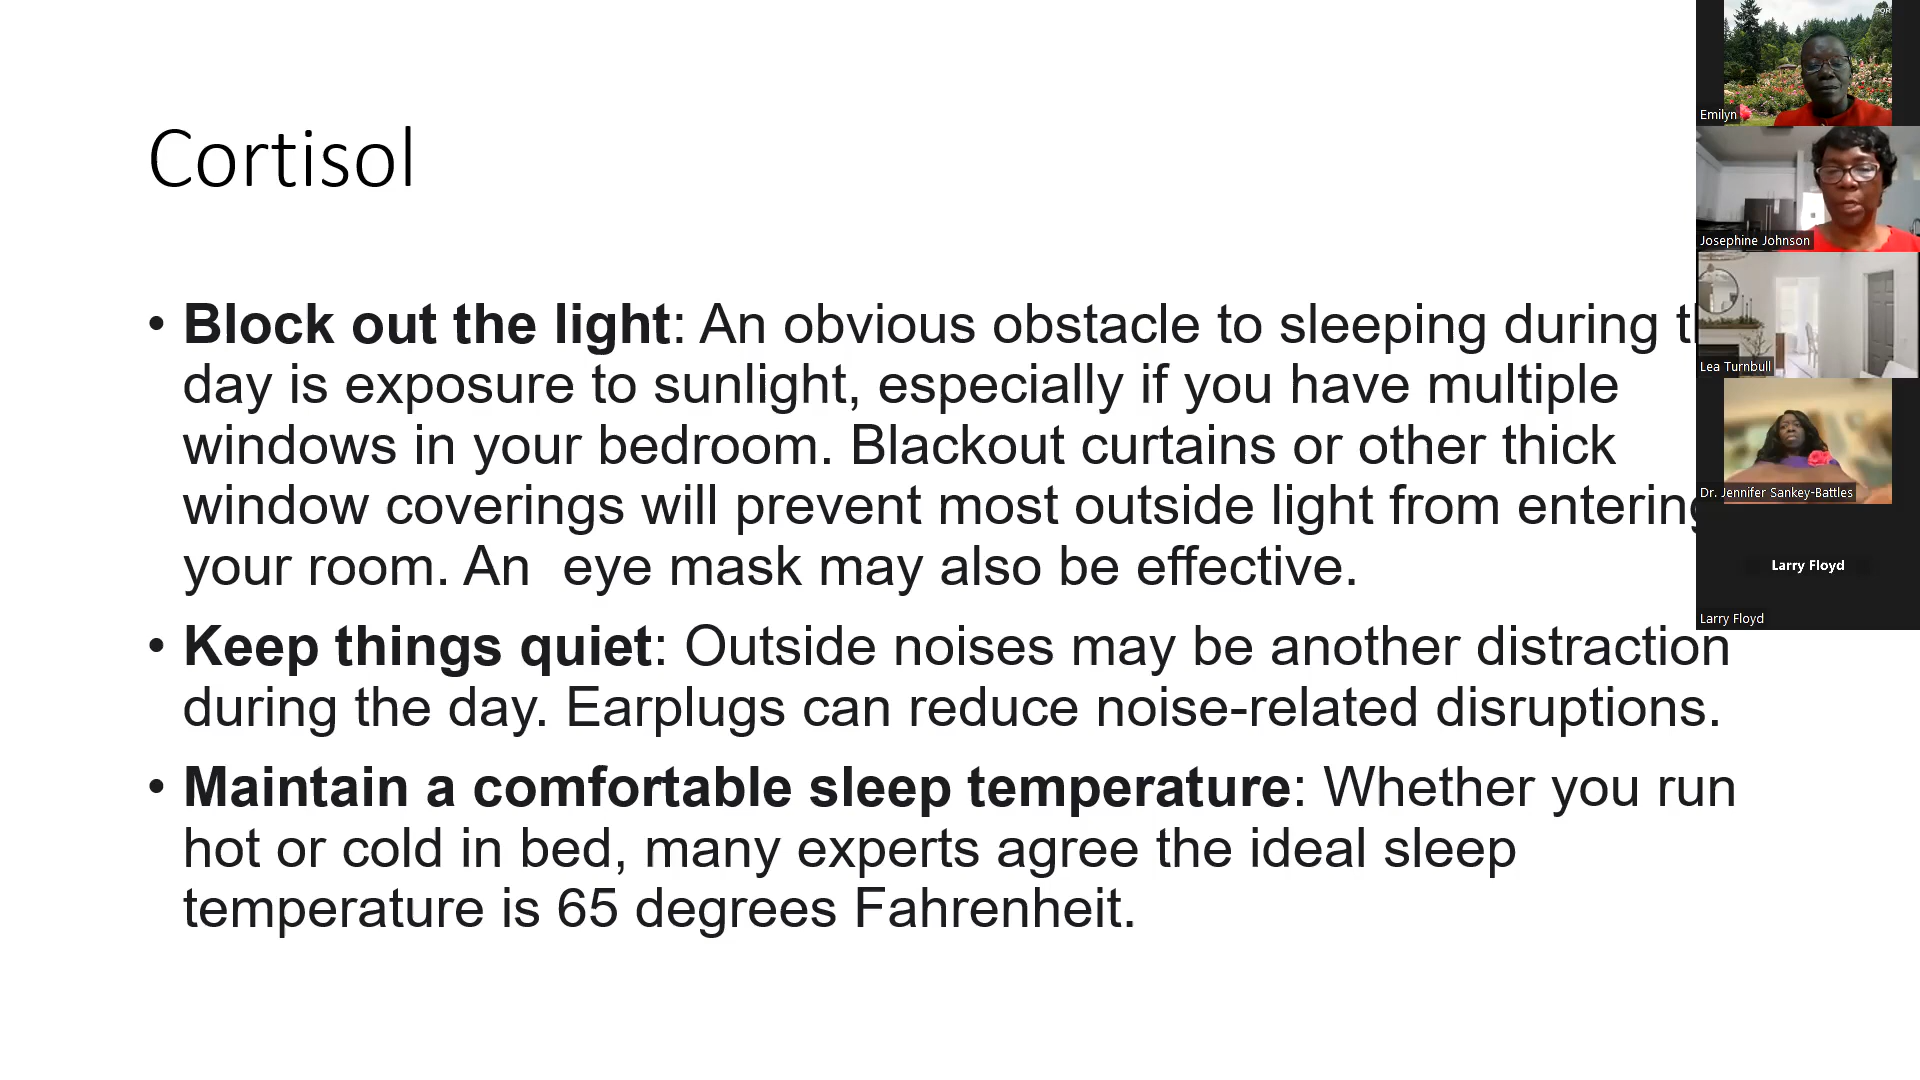 Cortisol
• Block out the light: An obvious obstacle to sleeping during
day is exposure to sunlight, especially if you have multiple
windows in your bedroom. Blackout curtains or other thick
window coverings will prevent most outside light from entering
your room. An  eye mask may also be effective.
• Keep things quiet: Outside noises may be another distraction
during the day. Earplugs can reduce noise-related disruptions.
• Maintain a comfortable sleep temperature: Whether you run
hot or cold in bed, many experts agree the ideal sleep
temperature is 65 degrees Fahrenheit.
Emilyn
Josephine Johnson
Lea Turnbull
Dr. Jennifer Sankey-Battles
Larry Floyd
Larry Floyd